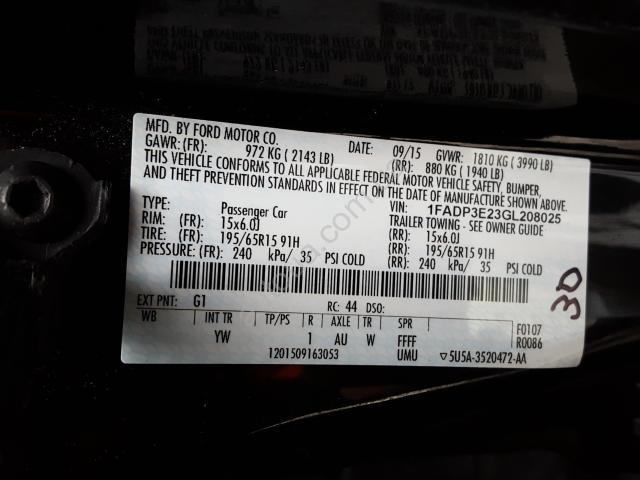 MFD. BY FORD MOTOR CO.
GAWR: (FR): 972 KG ( 2143 LB) 09/15 GVWR: 1810 KG ( 3990 LB)
(RR): 880 KG ( 1940 LB)
THIS VEHICLE CONFORMS TO ALL APPLICABLE FEDERAL MOTOR VEHICLE SAFETY, BUMPER,
AND THEFT PREVENTION STANDARDS IN EFFECT ON THE DATE OF MANUFACTURE SHOWN ABOVE.
VIN: 1FADP3E23GL208025
TYPE: Passenger Car TRAILER TOWING - SEE OWNER GUIDE
RIM: (FR): 15x6.0J (RR): 15x6.0J
TIRE: (FR): 195/65R15 91H (RR): 195/65R15 91H
PRESSURE: (FR): 240 kPa/ 35 PSI COLD (RR): 240 kPa/ 35 PSI COLD
EXT PNT: G1 RC: 44 DSO:
WB INT TR TP/PS R AXLE TR SPR F0107
YW 1 AU W FFFF R0086
1201509163053 UMU ▽5U5A-3520472-AA
30